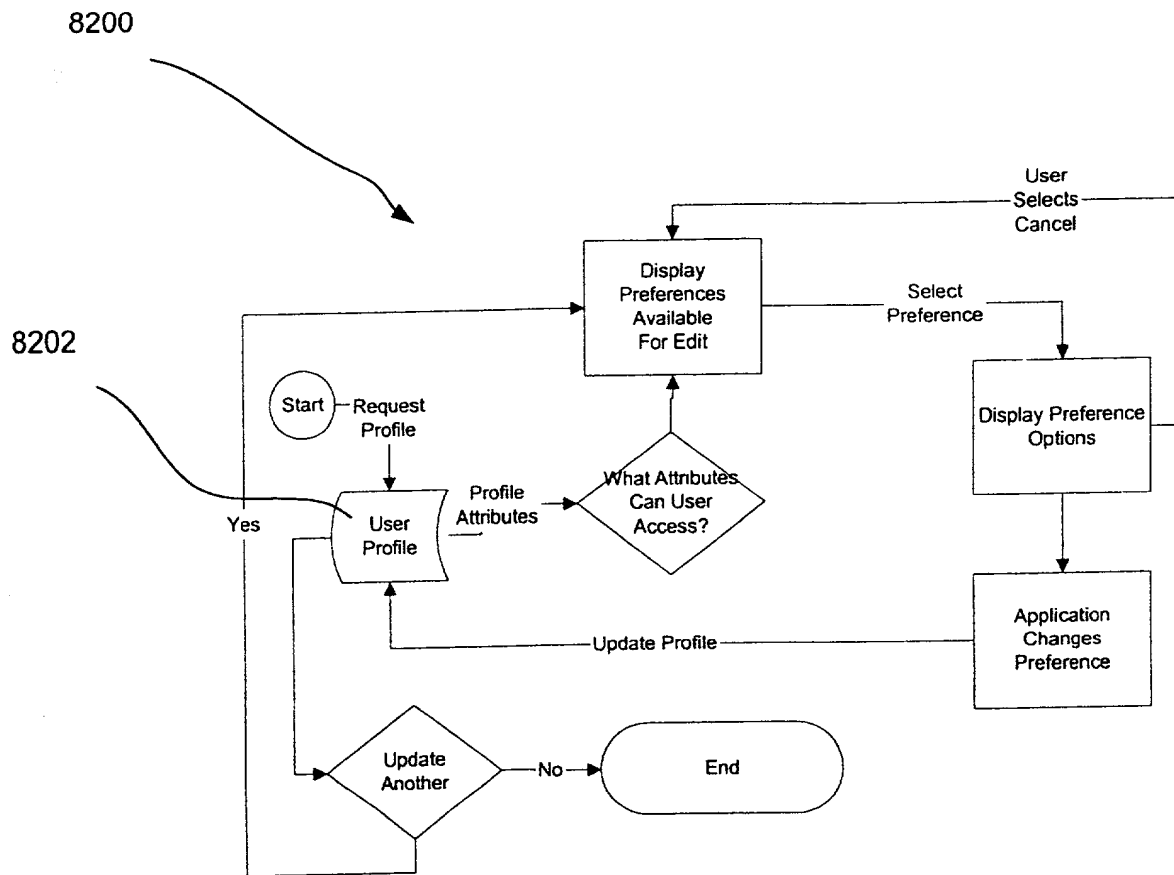 8200
User
Selects
Cancel
Display
Preferences
Available
For Edit
Select
Preference
8202
Start
Request
Profile
Display Preference
Options
What Attributes
Can User
Access?
Profile
Attributes
User
Profile
Yes
Application
Changes
Preference
Update Profile
Update
Another
No
End